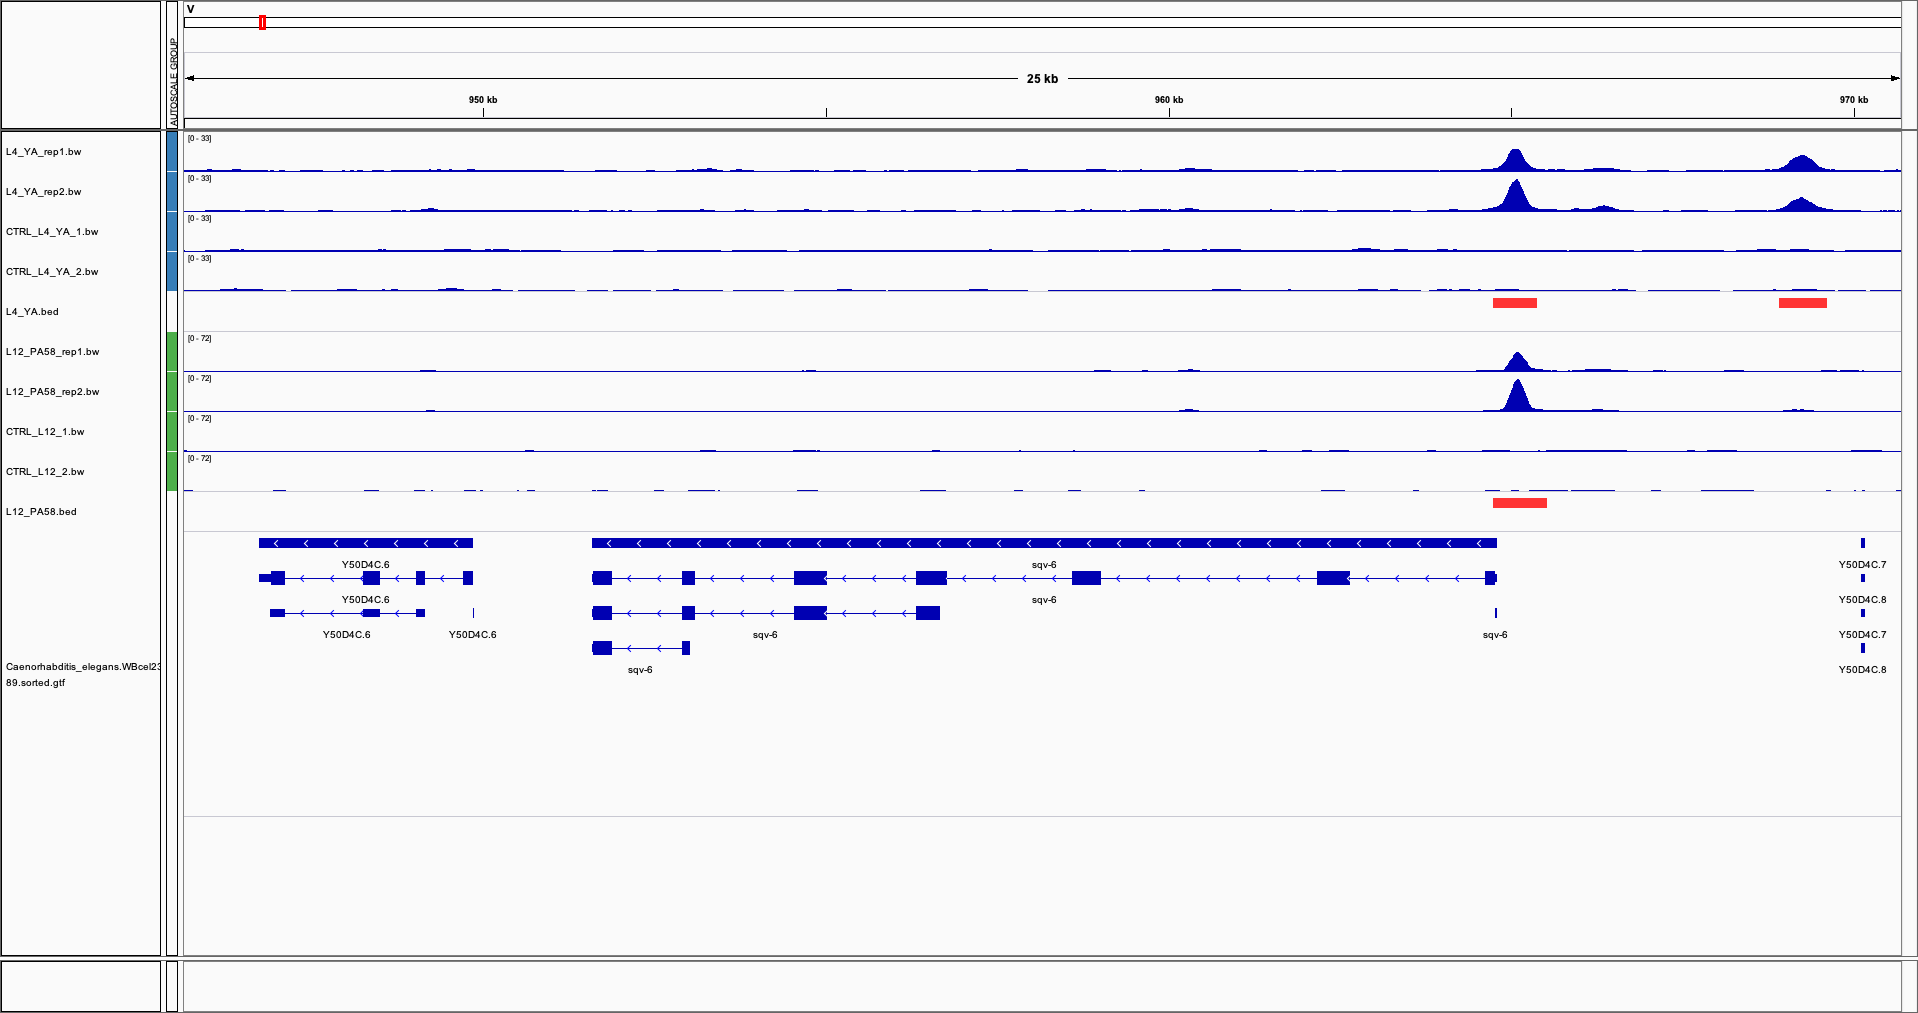 V
AUTOSCALE GROUP
25 kb
950 kb 960 kb 970 kb
L4_YA_rep1.bw [0 - 33]
L4_YA_rep2.bw [0 - 33]
CTRL_L4_YA_1.bw [0 - 33]
CTRL_L4_YA_2.bw [0 - 33]
L4_YA.bed
L12_PA58_rep1.bw [0 - 72]
L12_PA58_rep2.bw [0 - 72]
CTRL_L12_1.bw [0 - 72]
CTRL_L12_2.bw [0 - 72]
L12_PA58.bed
Y50D4C.6 sqv-6 Y50D4C.7
Y50D4C.6 sqv-6 Y50D4C.8
Y50D4C.6 Y50D4C.6 sqv-6 sqv-6 Y50D4C.7
sqv-6 Y50D4C.8
Caenorhabditis_elegans.WBcel23
89.sorted.gtf